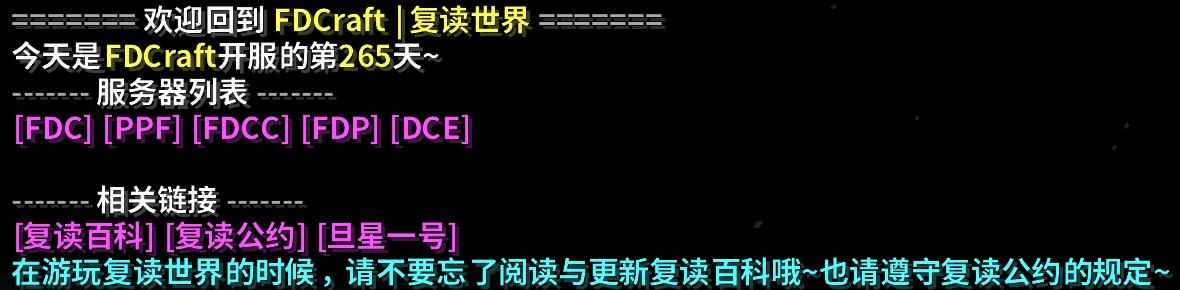 ======= 欢迎回到 FDCraft | 复读世界 =======
今天是FDCraft开服的第265天~
------- 服务器列表 -------
[FDC] [PPF] [FDCC] [FDP] [DCE]
------- 相关链接 -------
[复读百科] [复读公约] [旦星一号]
在游玩复读世界的时候，请不要忘了阅读与更新复读百科哦~也请遵守复读公约的规定~